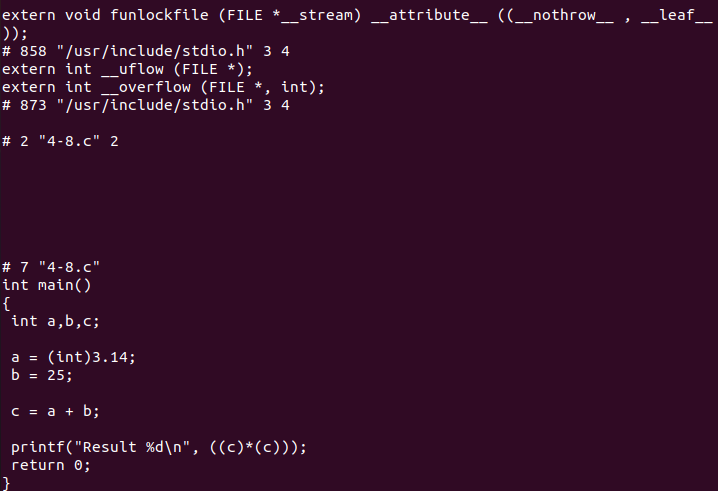 extern void funlockfile (FILE *__stream) __attribute__ ((__nothrow__ , __leaf__
));
# 858 "/usr/include/stdio.h" 3 4
extern int __uflow (FILE *);
extern int __overflow (FILE *, int);
# 873 "/usr/include/stdio.h" 3 4
# 2 "4-8.c" 2
# 7 "4-8.c"
int main()
{
 int a,b,c;
 a = (int)3.14;
 b = 25;
 c = a + b;
 printf("Result %d\n", ((c)*(c)));
 return 0;
}